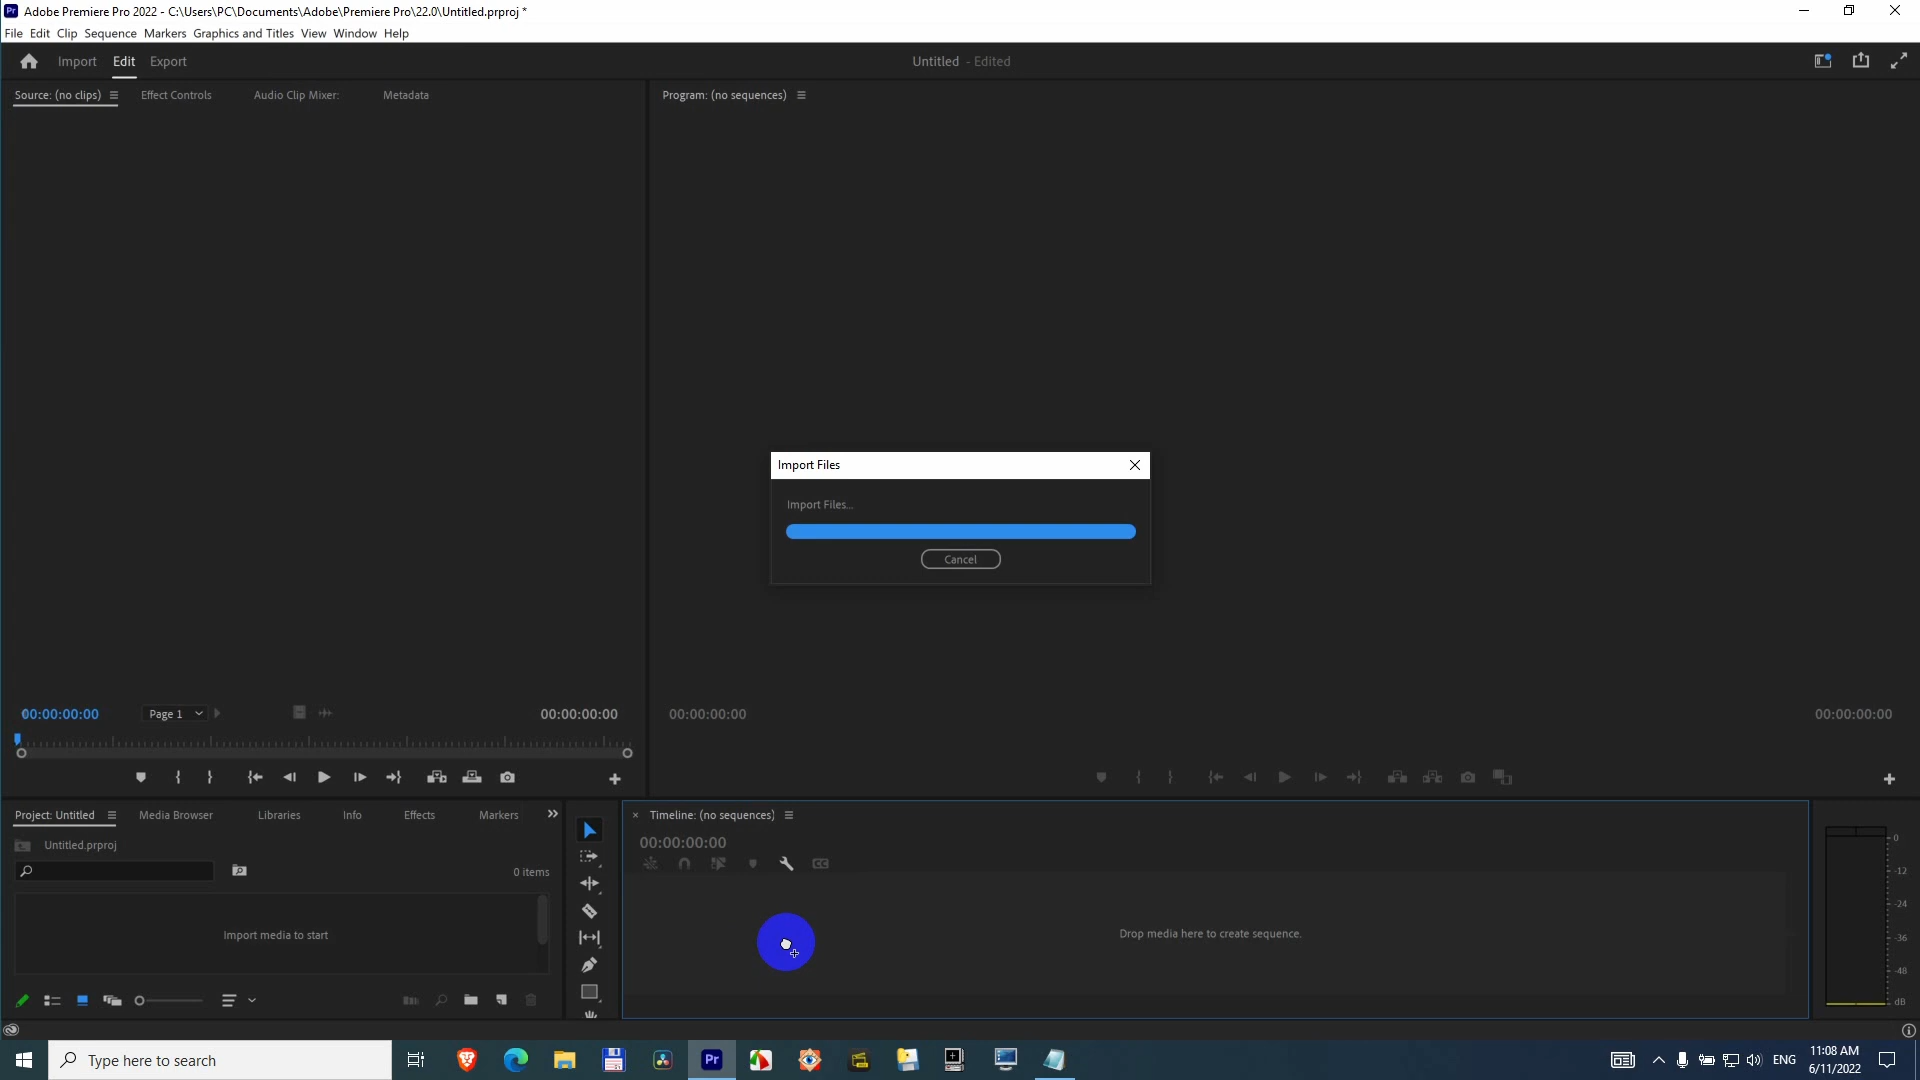 Pr Adobe Premiere Pro 2022 - C:\Users\PC\Documents\Adobe\Premiere Pro\22.0\Untitled.prproj *
File Edit Clip Sequence Markers Graphics and Titles View Window Help
Import Edit Export Untitled - Edited
Source: (no clips) Effect Controls Audio Clip Mixer: Metadata Program: (no sequences)
Import Files
Import Files...
Cancel
00:00:00:00 Page 1 00:00:00:00 00:00:00:00 00:00:00:00
Project: Untitled Media Browser Libraries Info Effects Markers Timeline: (no sequences)
Untitled.prproj 00:00:00:00
0 items
Import media to start
Drop media here to create sequence.
0
-12
-24
-36
-48
dB
Type here to search Pr ENG 11:08 AM
6/11/2022